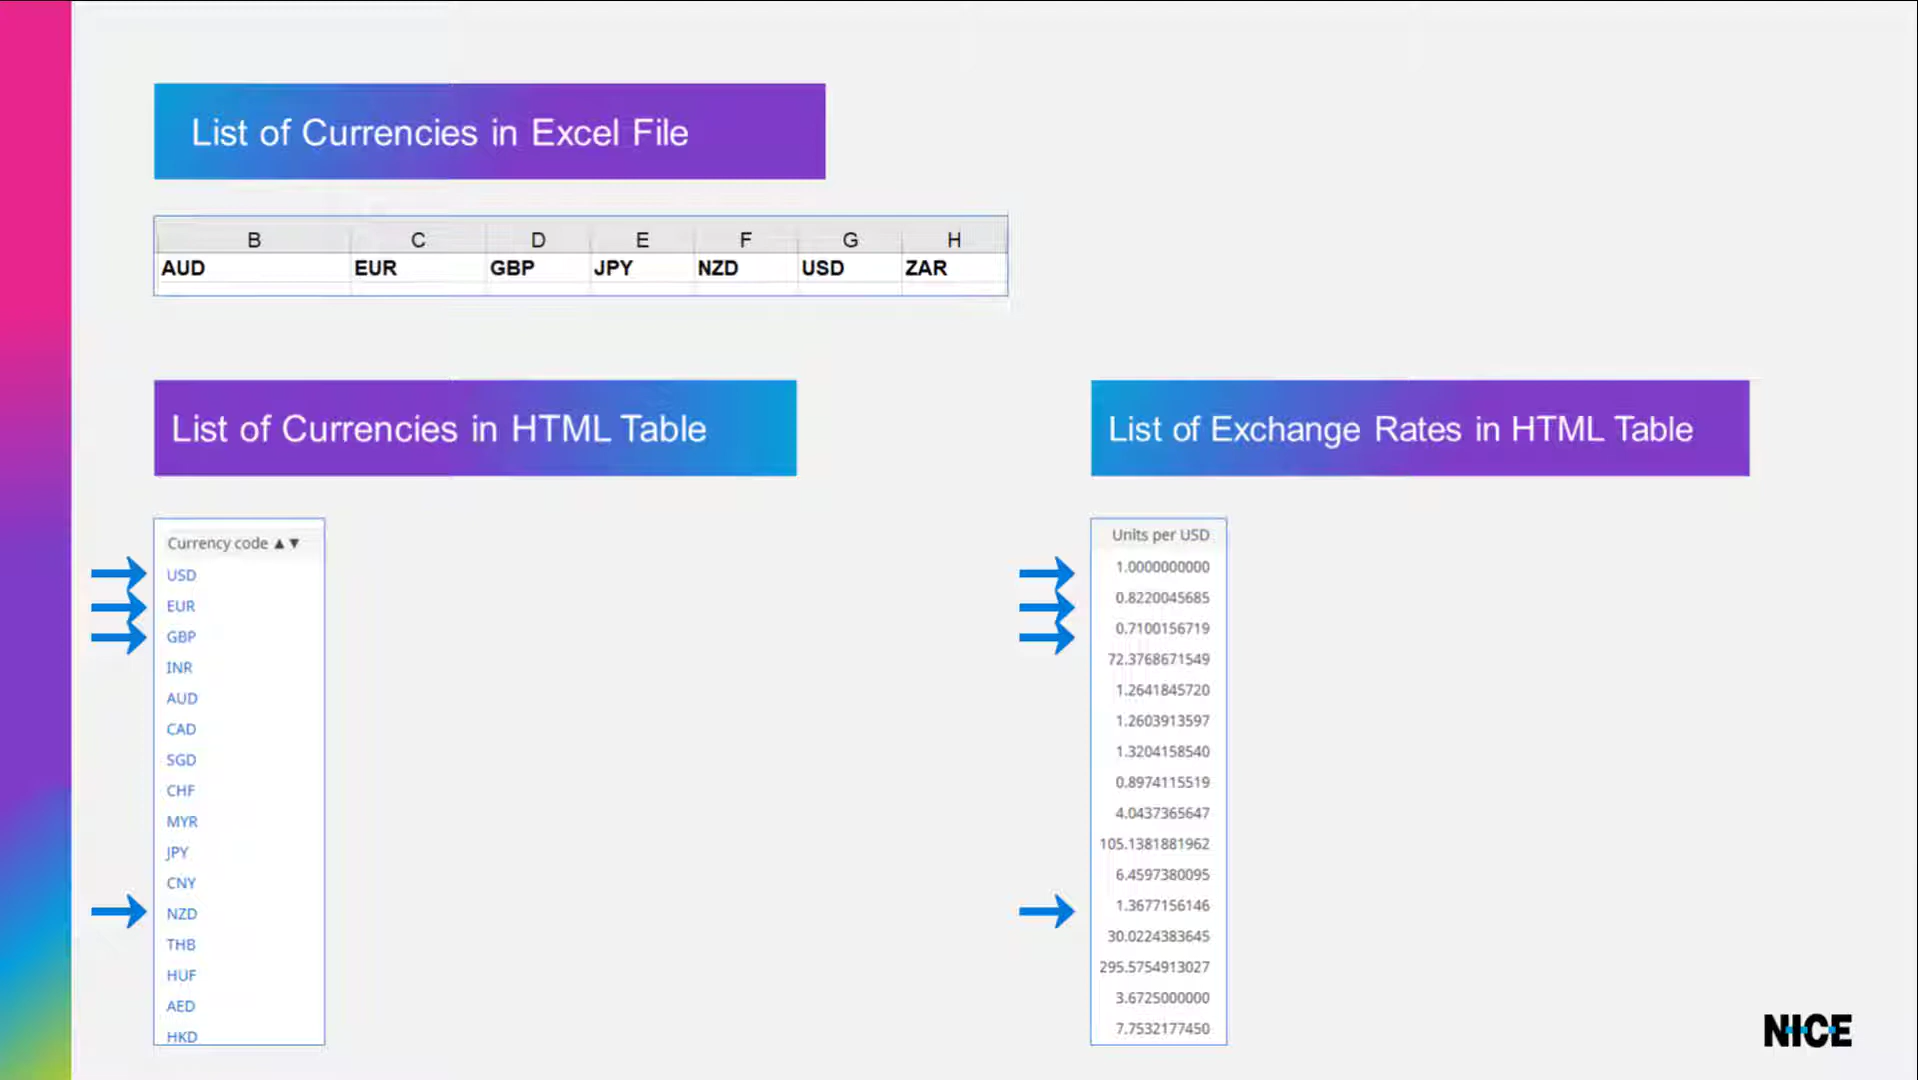 List of Currencies in Excel File
B C D E F G H
AUD EUR GBP JPY NZD USD ZAR
List of Currencies in HTML Table
List of Exchange Rates in HTML Table
Currency code ▲▼
USD
EUR
GBP
INR
AUD
CAD
SGD
CHF
MYR
JPY
CNY
NZD
THB
HUF
AED
HKD
Units per USD
1.0000000000
0.8220045685
0.7100156719
72.3768671549
1.2641845720
1.2603913597
1.3204158540
0.8974115519
4.0437365647
105.1381881962
6.4597380095
1.3677156146
30.0224383645
295.5754913027
3.6725000000
7.7532177450
NICE